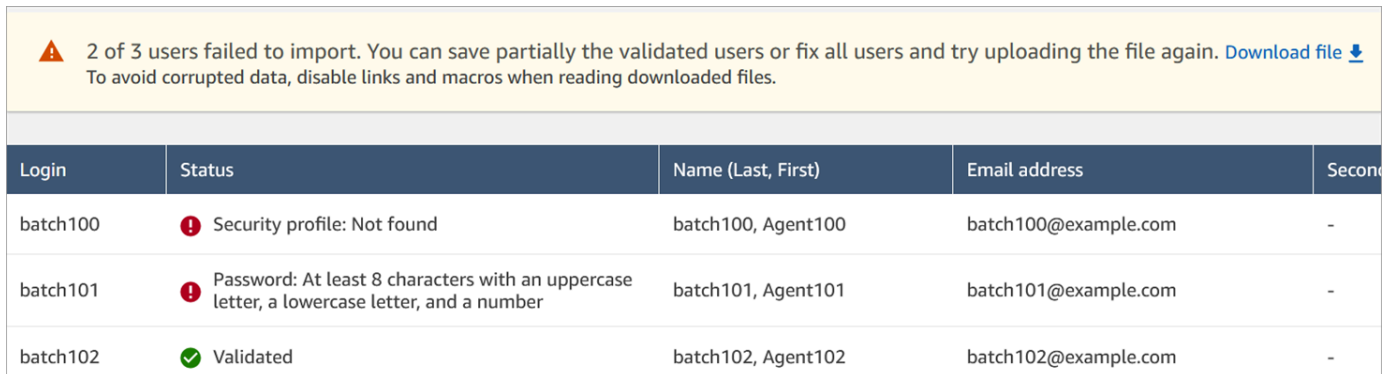 2 of 3 users failed to import. You can save partially the validated users or fix all users and try uploading the file again. Download file
To avoid corrupted data, disable links and macros when reading downloaded files.
Login Status Name (Last, First) Email address
batch100 Security profile: Not found batch100, Agent100 batch100@example.com -
batch101 Password: At least 8 characters with an uppercase
letter, a lowercase letter, and a number batch101, Agent101 batch101@example.com -
batch102 Validated batch102, Agent102 batch102@example.com -